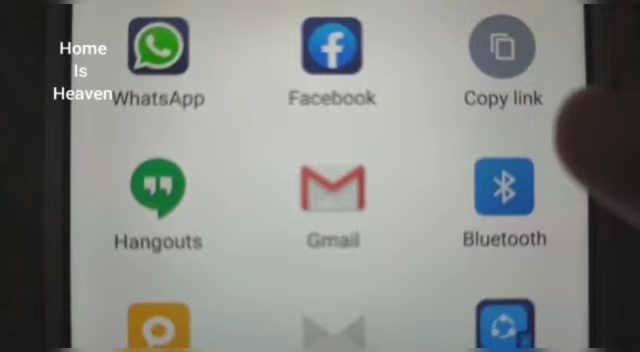 Home
Is
Heaven
WhatsApp
Facebook
Copy link
Hangouts
Gmail
Bluetooth